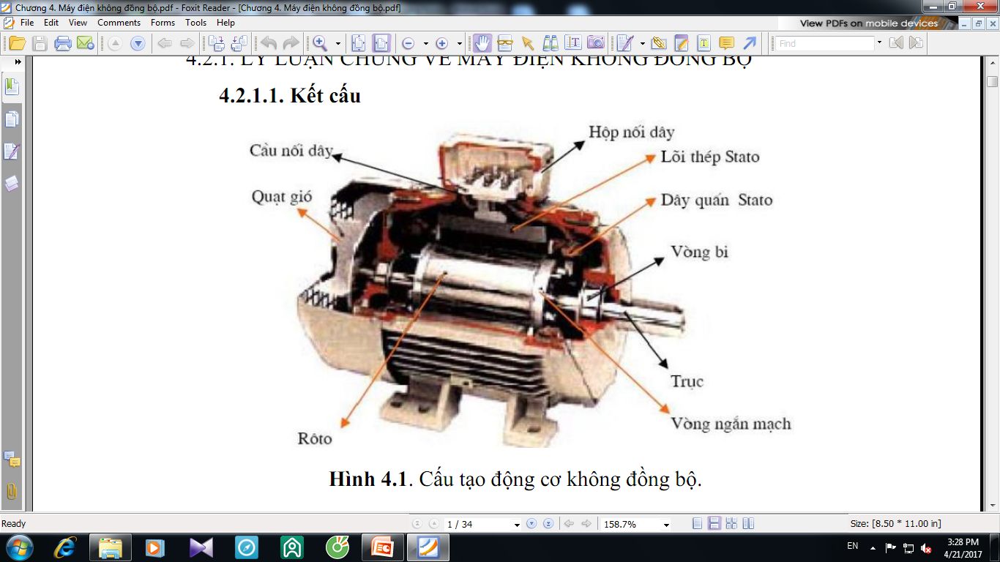 Chương 4. Máy điện không đồng bộ.pdf - Foxit Reader - [Chương 4. Máy điện không đồng bộ.pdf]
File Edit View Comments Forms Tools Help
View PDFs on mobile devices
Find
4.2.1. LÝ LUẬN CHUNG VỀ MÁY ĐIỆN KHÔNG ĐỒNG BỘ
4.2.1.1. Kết cấu
Hộp nối dây
Cầu nối dây
Lõi thép Stato
Quạt gió
Dây quấn Stato
Vòng bi
Trục
Vòng ngắn mạch
Rôto
Hình 4.1. Cấu tạo động cơ không đồng bộ.
Ready
1 / 34
158.7%
Size: [8.50 * 11.00 in]
EN
3:28 PM
4/21/2017